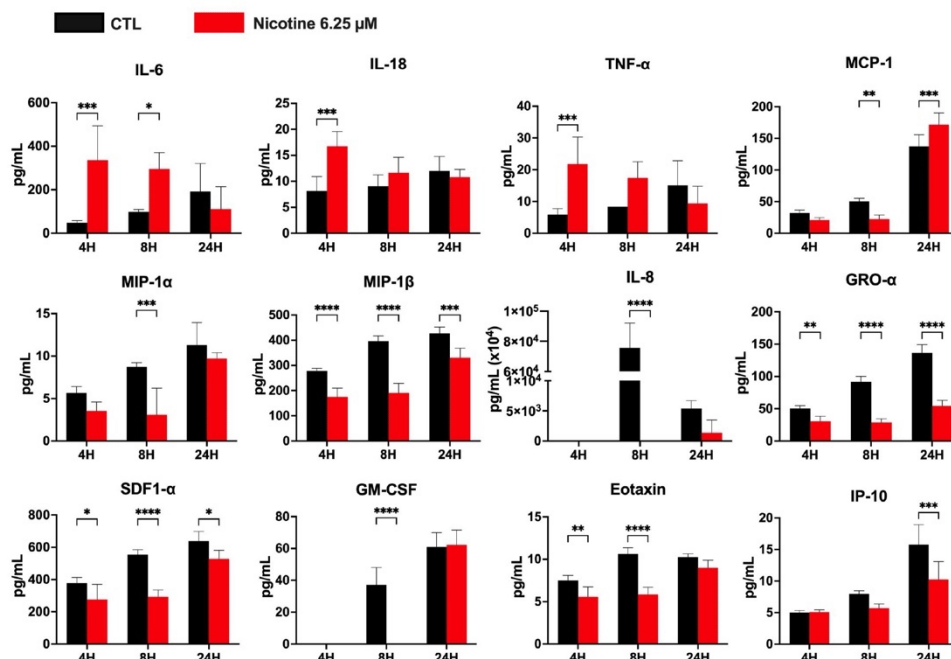 CTL Nicotine 6.25 µM
IL-6
pg/mL
600
400
200
0
*** *
4H 8H 24H
IL-18
pg/mL
25
20
15
10
5
0
***
4H 8H 24H
TNF-α
pg/mL
40
30
20
10
0
***
4H 8H 24H
MCP-1
pg/mL
200
150
100
50
0
** ***
4H 8H 24H
MIP-1α
pg/mL
15
10
5
0
***
4H 8H 24H
MIP-1β
pg/mL
500
400
300
200
100
0
**** **** ***
4H 8H 24H
IL-8
pg/mL (x10⁴)
1×10⁵
8×10⁴
6×10⁴
1×10⁴
5×10³
0
****
4H 8H 24H
GRO-α
pg/mL
200
150
100
50
0
** **** ****
4H 8H 24H
SDF1-α
pg/mL
800
600
400
200
0
* **** *
4H 8H 24H
GM-CSF
pg/mL
80
60
40
20
0
****
4H 8H 24H
Eotaxin
pg/mL
15
10
5
0
** ****
4H 8H 24H
IP-10
pg/mL
20
15
10
5
0
***
4H 8H 24H